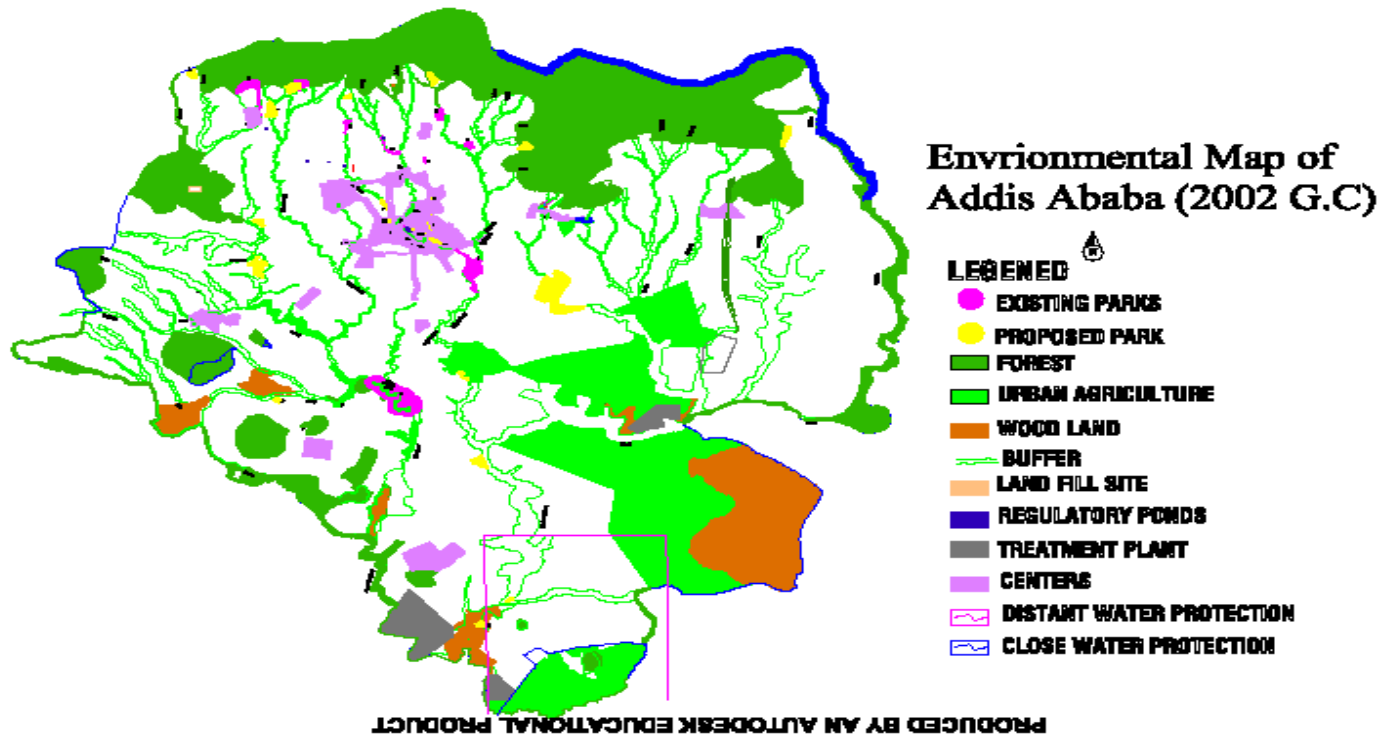 Envrionmental Map of
Addis Ababa (2002 G.C)
LEGENED
EXISTING PARKS
PROPOSED PARK
FOREST
URBAN AGRICULTURE
WOOD LAND
BUFFER
LAND FILL SITE
REGULATORY PONDS
TREATMENT PLANT
CENTERS
DISTANT WATER PROTECTION
CLOSE WATER PROTECTION
PRODUCED BY AN AUTODESK EDUCATIONAL PRODUCT